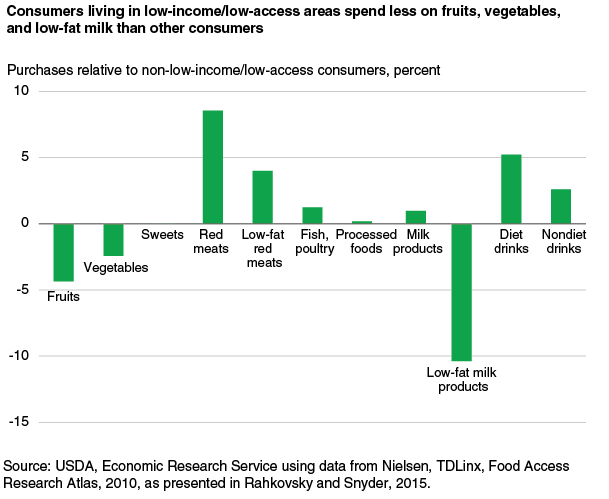 Consumers living in low-income/low-access areas spend less on fruits, vegetables,
and low-fat milk than other consumers
Purchases relative to non-low-income/low-access consumers, percent
10
5
0
-5
-10
-15
Fruits
Vegetables
Sweets
Red
meats
Low-fat
red
meats
Fish,
poultry
Processed
foods
Milk
products
Low-fat milk
products
Diet
drinks
Nondiet
drinks
Source: USDA, Economic Research Service using data from Nielsen, TDLinx, Food Access
Research Atlas, 2010, as presented in Rahkovsky and Snyder, 2015.